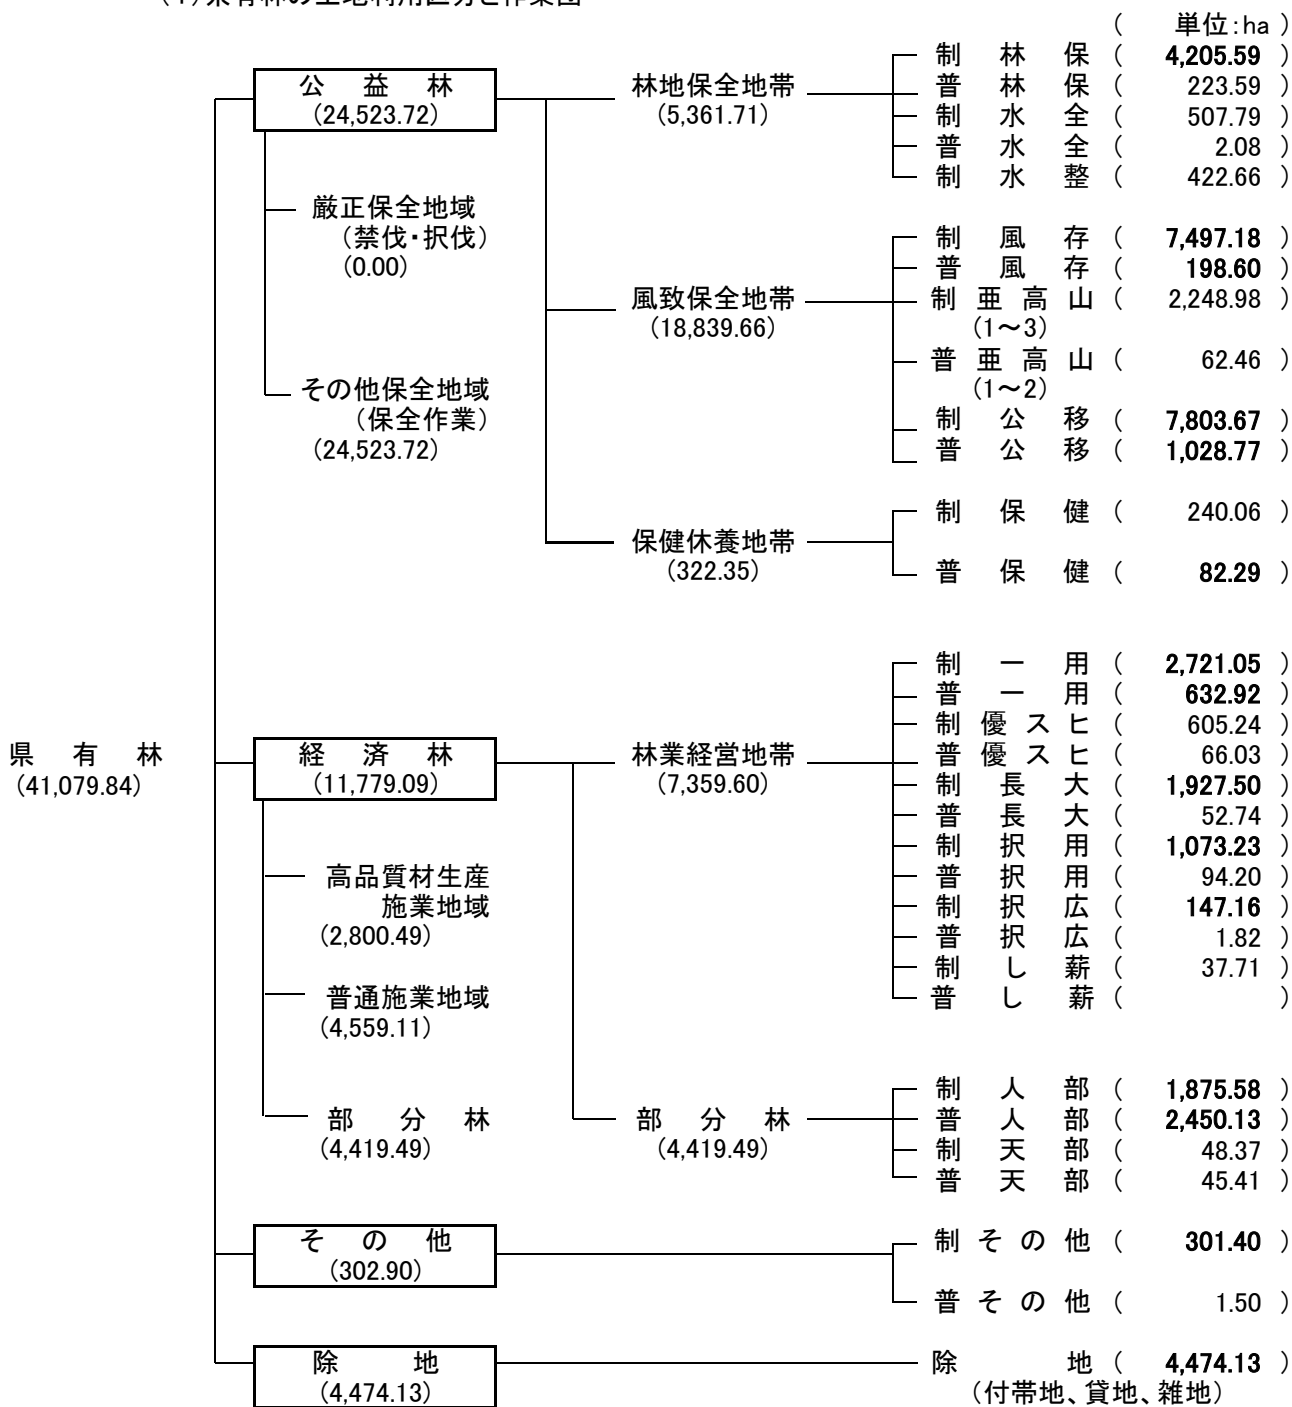 (1)県有林の土地利用区分と作業団
( 単位:ha )
公益林
(24,523.72)
厳正保全地域
(禁伐・択伐)
(0.00)
その他保全地域
(保全作業)
(24,523.72)
林地保全地帯
(5,361.71)
制林保( 4,205.59 )
普林保( 223.59 )
制水全( 507.79 )
普水全( 2.08 )
制水整( 422.66 )
風致保全地帯
(18,839.66)
制風存( 7,497.18 )
普風存( 198.60 )
制亜高山( 2,248.98 )
(1~3)
普亜高山( 62.46 )
(1~2)
制公移( 7,803.67 )
普公移( 1,028.77 )
保健休養地帯
(322.35)
制保健( 240.06 )
普保健( 82.29 )
県有林
(41,079.84)
経済林
(11,779.09)
高品質材生産
施業地域
(2,800.49)
普通施業地域
(4,559.11)
部分林
(4,419.49)
林業経営地帯
(7,359.60)
制一用( 2,721.05 )
普一用( 632.92 )
制優スヒ( 605.24 )
普優スヒ( 66.03 )
制長大( 1,927.50 )
普長大( 52.74 )
制択用( 1,073.23 )
普択用( 94.20 )
制択広( 147.16 )
普択広( 1.82 )
制し薪( 37.71 )
普し薪( )
部分林
(4,419.49)
制人部( 1,875.58 )
普人部( 2,450.13 )
制天部( 48.37 )
普天部( 45.41 )
その他
(302.90)
制その他( 301.40 )
普その他( 1.50 )
除地
(4,474.13)
除地( 4,474.13 )
(付帯地、貸地、雑地)